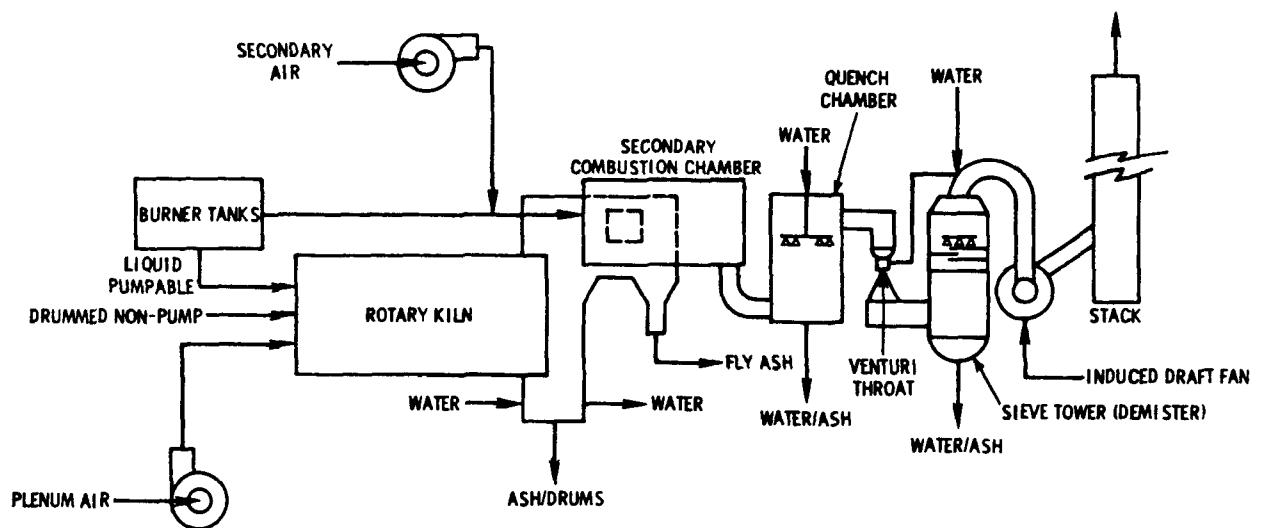 SECONDARY
AIR
QUENCH
CHAMBER
WATER
WATER
SECONDARY
COMBUSTION CHAMBER
BURNER TANKS
LIQUID
PUMPABLE
DRUMMED NON-PUMP
ROTARY KILN
STACK
FLY ASH
VENTURI
THROAT
INDUCED DRAFT FAN
WATER
WATER
WATER/ASH
SIEVE TOWER (DEMISTER)
WATER/ASH
PLENUM AIR
ASH/DRUMS